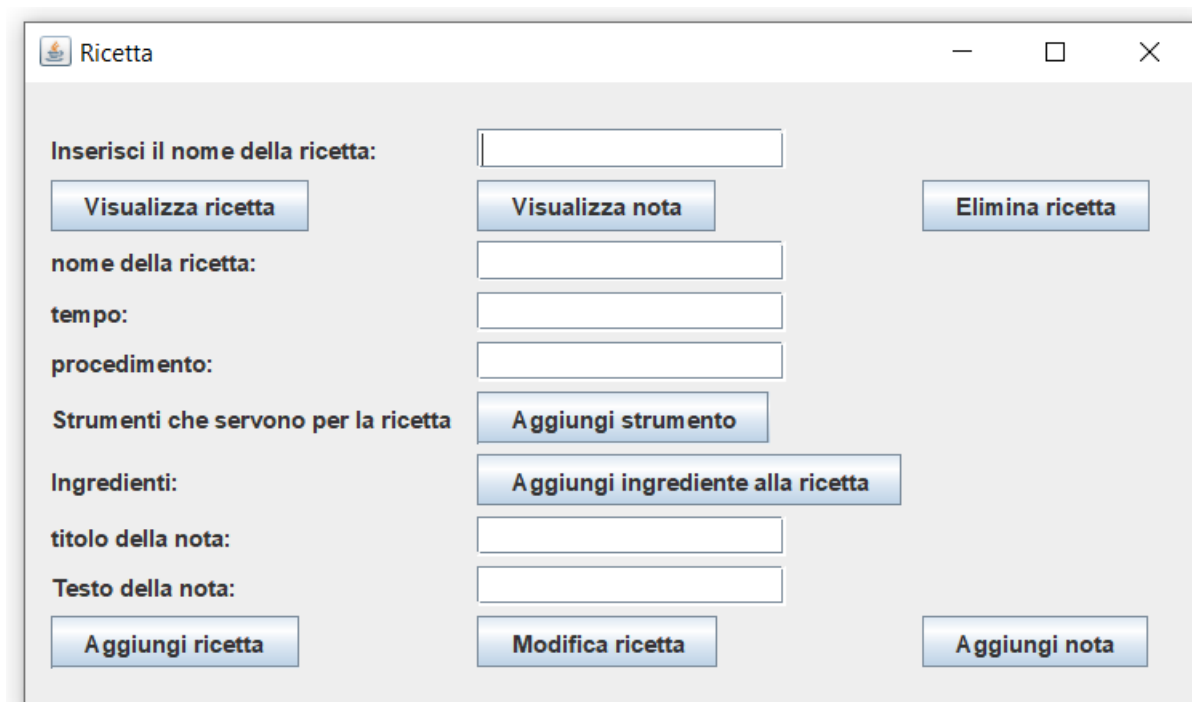 Ricetta
Inserisci il nome della ricetta:
Visualizza ricetta Visualizza nota Elimina ricetta
nome della ricetta:
tempo:
procedimento:
Strumenti che servono per la ricetta Aggiungi strumento
Ingredienti: Aggiungi ingrediente alla ricetta
titolo della nota:
Testo della nota:
Aggiungi ricetta Modifica ricetta Aggiungi nota